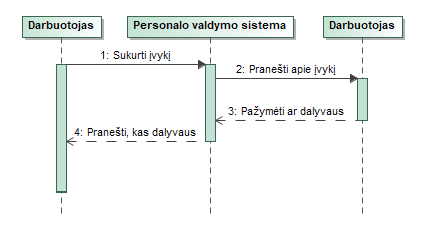 Darbuotojas
Personalo valdymo sistema
Darbuotojas
1: Sukurti įvykį
2: Pranešti apie įvykį
3: Pažymėti ar dalyvaus
4: Pranešti, kas dalyvaus